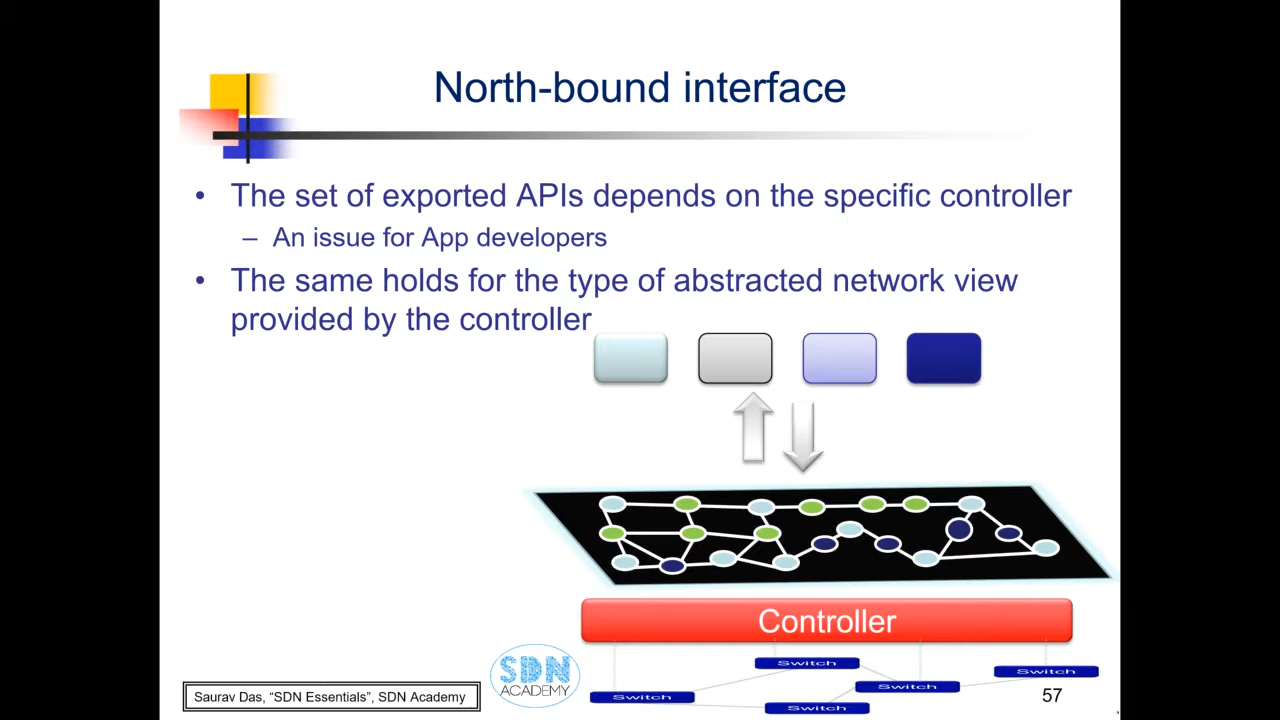 North-bound interface
• The set of exported APIs depends on the specific controller
– An issue for App developers
• The same holds for the type of abstracted network view
provided by the controller
Controller
Switch
Switch
Switch
Switch
Switch
SDN
ACADEMY
Saurav Das, “SDN Essentials”, SDN Academy
57